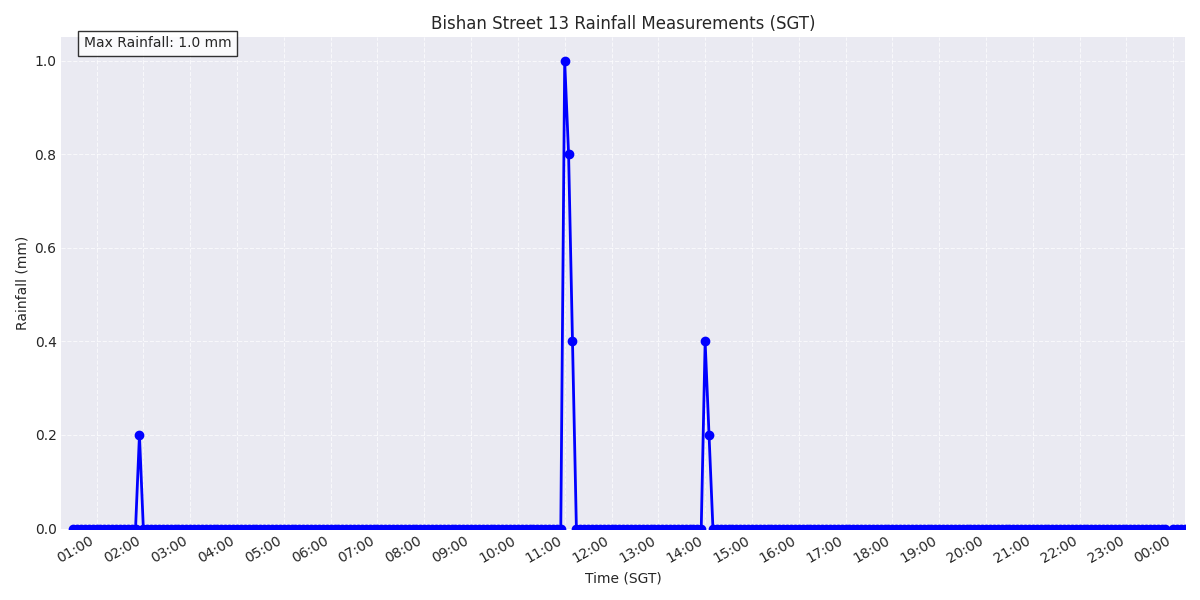 Bishan Street 13 Rainfall Measurements (SGT)
Max Rainfall: 1.0 mm
1.0
0.8
0.6
0.4
0.2
0.0
Rainfall (mm)
01:00 02:00 03:00 04:00 05:00 06:00 07:00 08:00 09:00 10:00 11:00 12:00 13:00 14:00 15:00 16:00 17:00 18:00 19:00 20:00 21:00 22:00 23:00 00:00
Time (SGT)